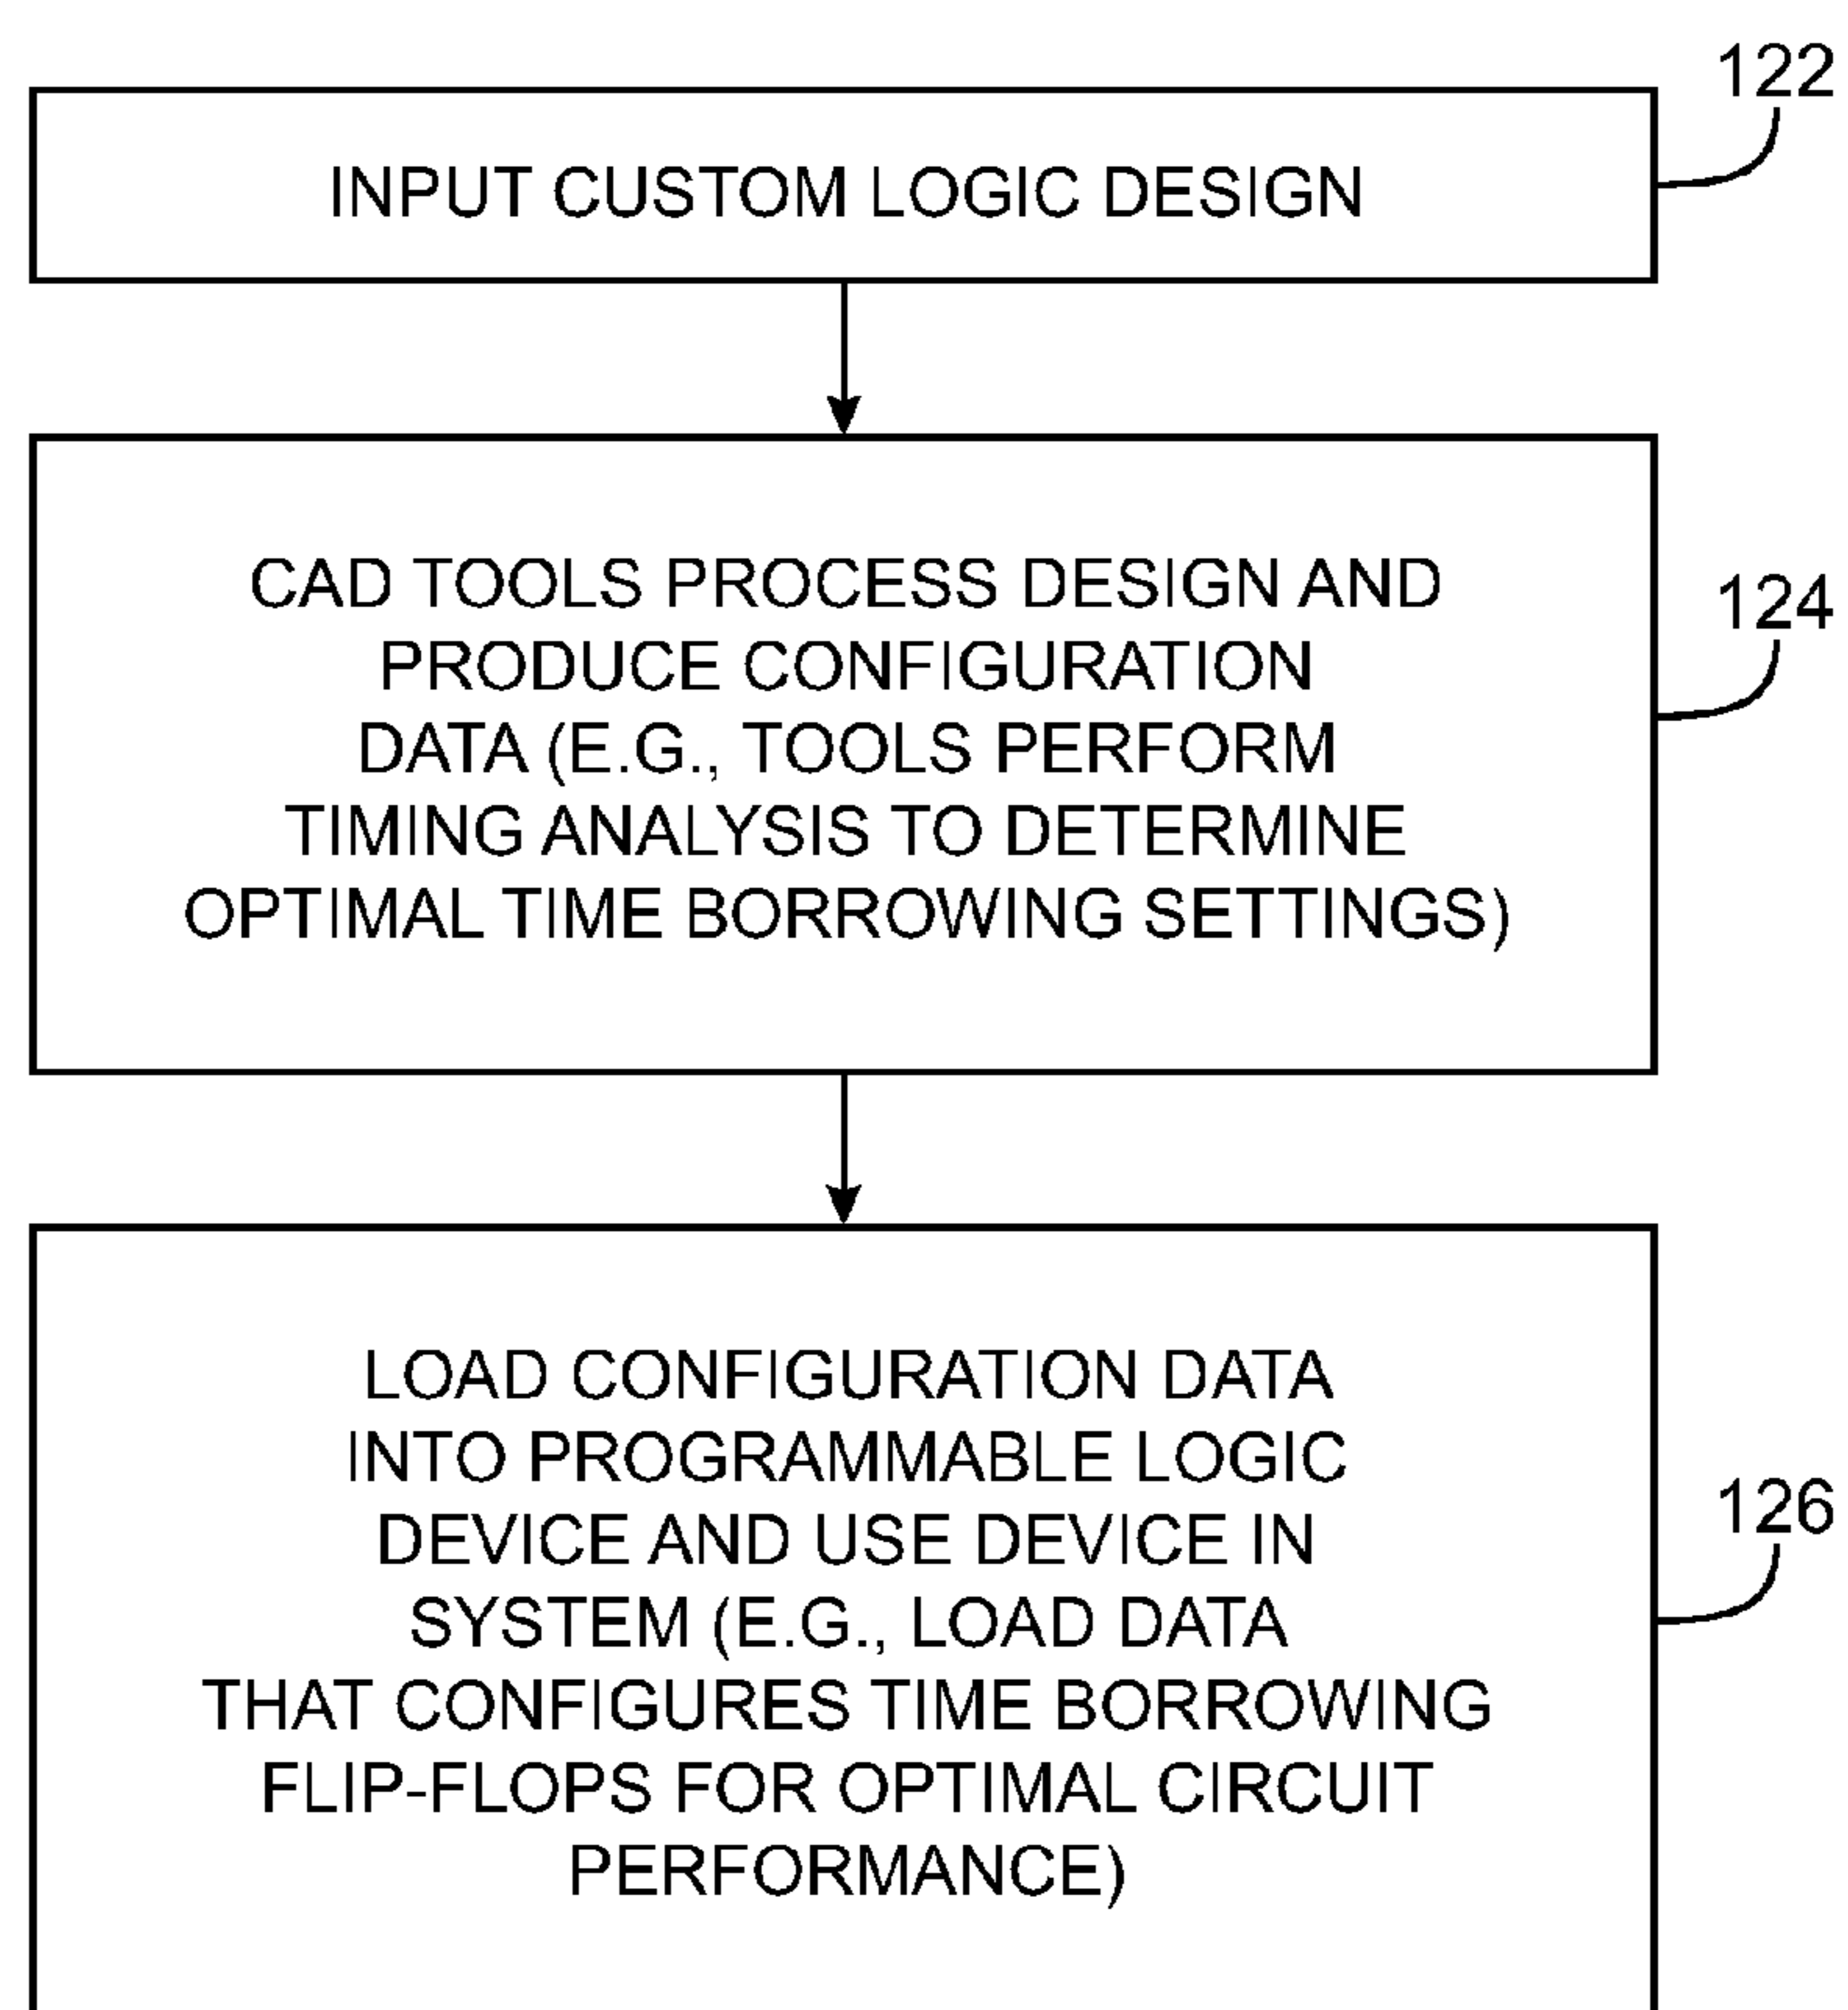 122
INPUT CUSTOM LOGIC DESIGN
CAD TOOLS PROCESS DESIGN AND
PRODUCE CONFIGURATION
DATA (E.G., TOOLS PERFORM
TIMING ANALYSIS TO DETERMINE
OPTIMAL TIME BORROWING SETTINGS)
124
LOAD CONFIGURATION DATA
INTO PROGRAMMABLE LOGIC
DEVICE AND USE DEVICE IN
SYSTEM (E.G., LOAD DATA
THAT CONFIGURES TIME BORROWING
FLIP-FLOPS FOR OPTIMAL CIRCUIT
PERFORMANCE)
126